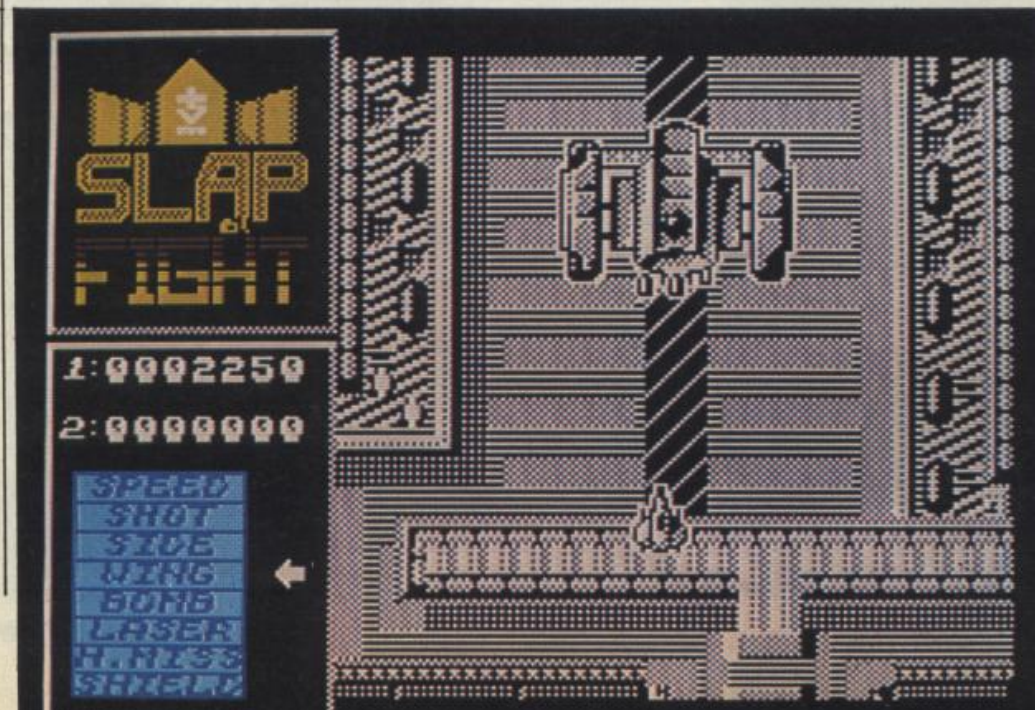 SLAP
FIGHT
1:0002250
2:0000000
SPEED
SHOT
SIDE
WING
BOMB
LASER
H.MISS
SHIELD